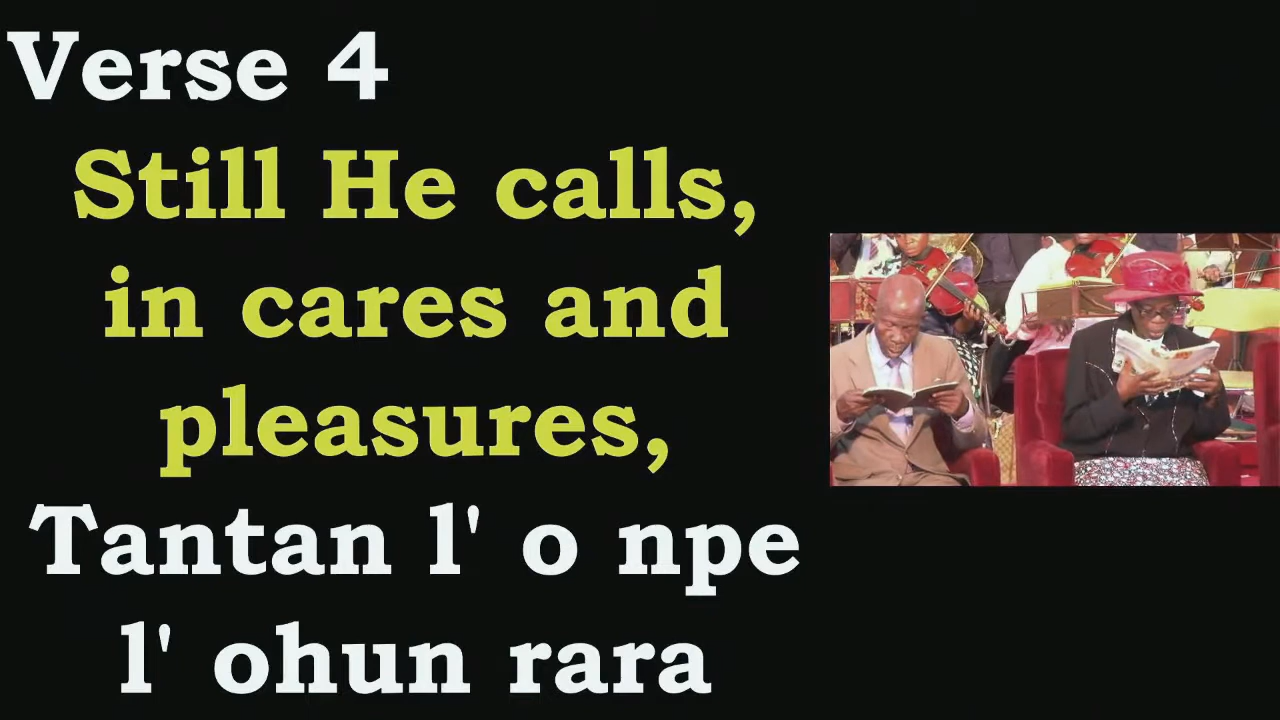 Verse 4
Still He calls,
in cares and
pleasures,
Tantan l' o npe
l' ohun rara